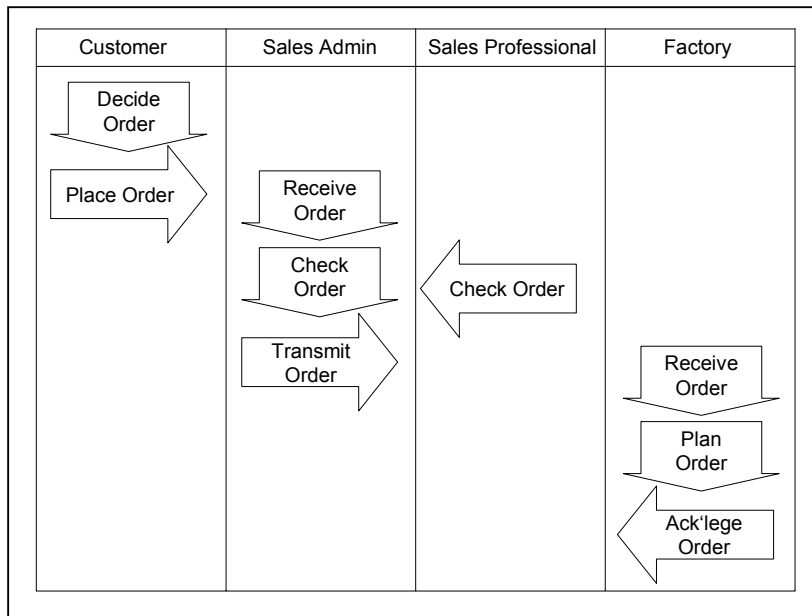 Customer
Sales Admin
Sales Professional
Factory
Decide
Order
Place Order
Receive
Order
Check
Order
Check Order
Transmit
Order
Receive
Order
Plan
Order
Ack‘lege
Order